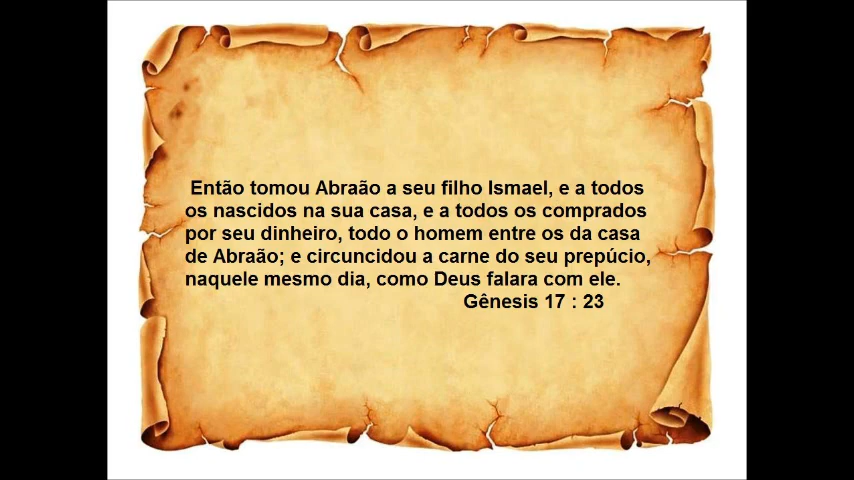 Então tomou Abraão a seu filho Ismael, e a todos
os nascidos na sua casa, e a todos os comprados
por seu dinheiro, todo o homem entre os da casa
de Abraão; e circuncidou a carne do seu prepúcio,
naquele mesmo dia, como Deus falara com ele.
Gênesis 17 : 23